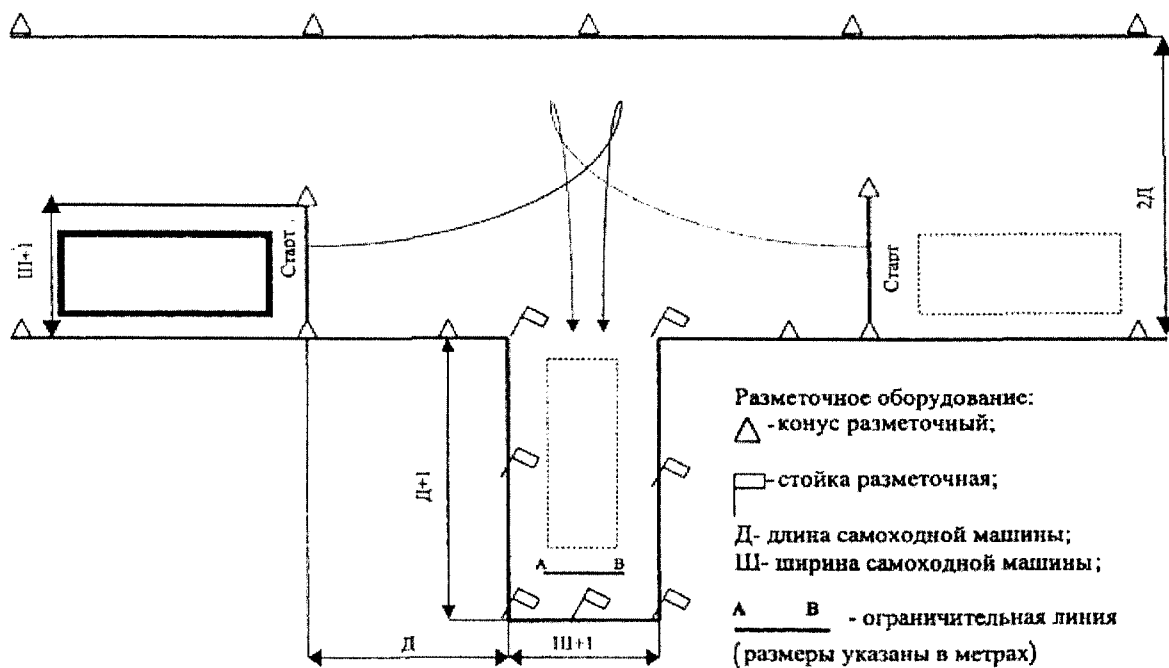 2Д
Ш+1
Старт
Старт
Д+1
А В
Д
Ш+1
Разметочное оборудование:
-конус разметочный;
- стойка разметочная;
Д- длина самоходной машины;
Ш- ширина самоходной машины;
А В
- ограничительная линия
(размеры указаны в метрах)